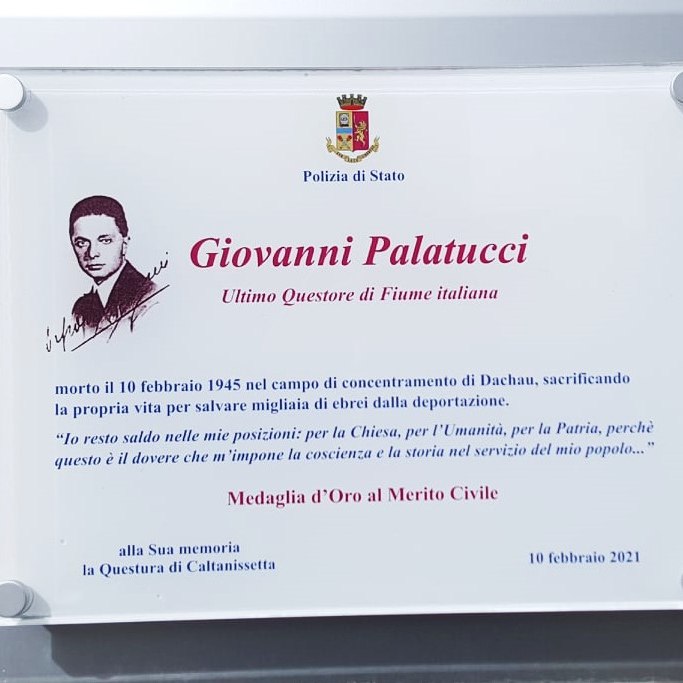 Polizia di Stato
Giovanni Palatucci
Ultimo Questore di Fiume italiana
morto il 10 febbraio 1945 nel campo di concentramento di Dachau, sacrificando
la propria vita per salvare migliaia di ebrei dalla deportazione.
“Io resto saldo nelle mie posizioni: per la Chiesa, per l’Umanità, per la Patria, perchè
questo è il dovere che m’impone la coscienza e la storia nel servizio del mio popolo...”
Medaglia d’Oro al Merito Civile
alla Sua memoria
la Questura di Caltanissetta
10 febbraio 2021